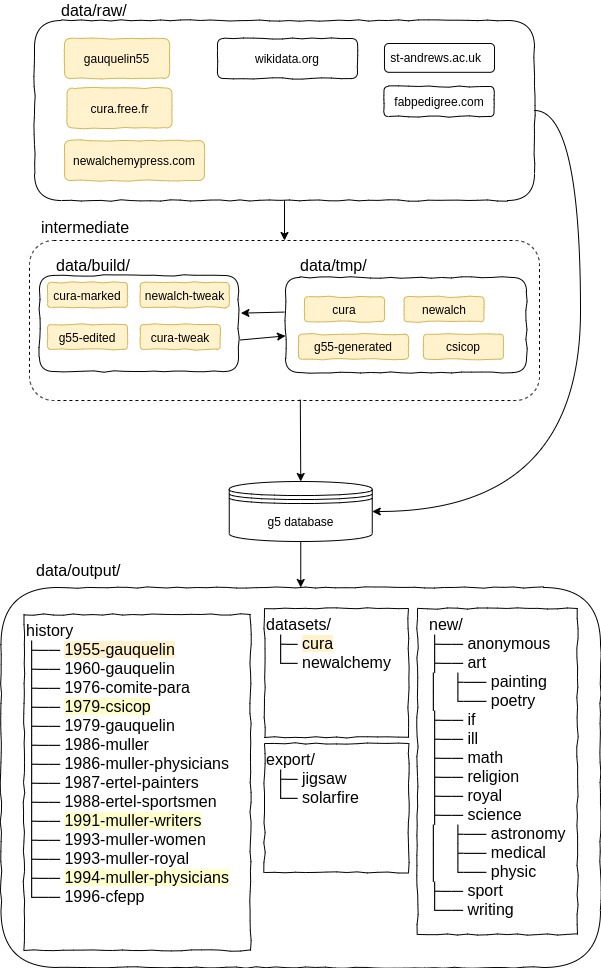 data/raw/
gauquelin55
wikidata.org
st-andrews.ac.uk
cura.free.fr
fabpedigree.com
newalchemypress.com
intermediate
data/build/
data/tmp/
cura-marked
newalch-tweak
g55-edited
cura-tweak
cura
newalch
g55-generated
csicop
g5 database
data/output/
history
1955-gauquelin
1960-gauquelin
1976-comite-para
1979-csicop
1979-gauquelin
1986-muller
1986-muller-physicians
1987-ertel-painters
1988-ertel-sportsmen
1991-muller-writers
1993-muller-women
1993-muller-royal
1994-muller-physicians
1996-cfepp
datasets/
cura
newalchemy
export/
jigsaw
solarfire
new/
anonymous
art
painting
poetry
if
ill
math
religion
royal
science
astronomy
medical
physic
sport
writing